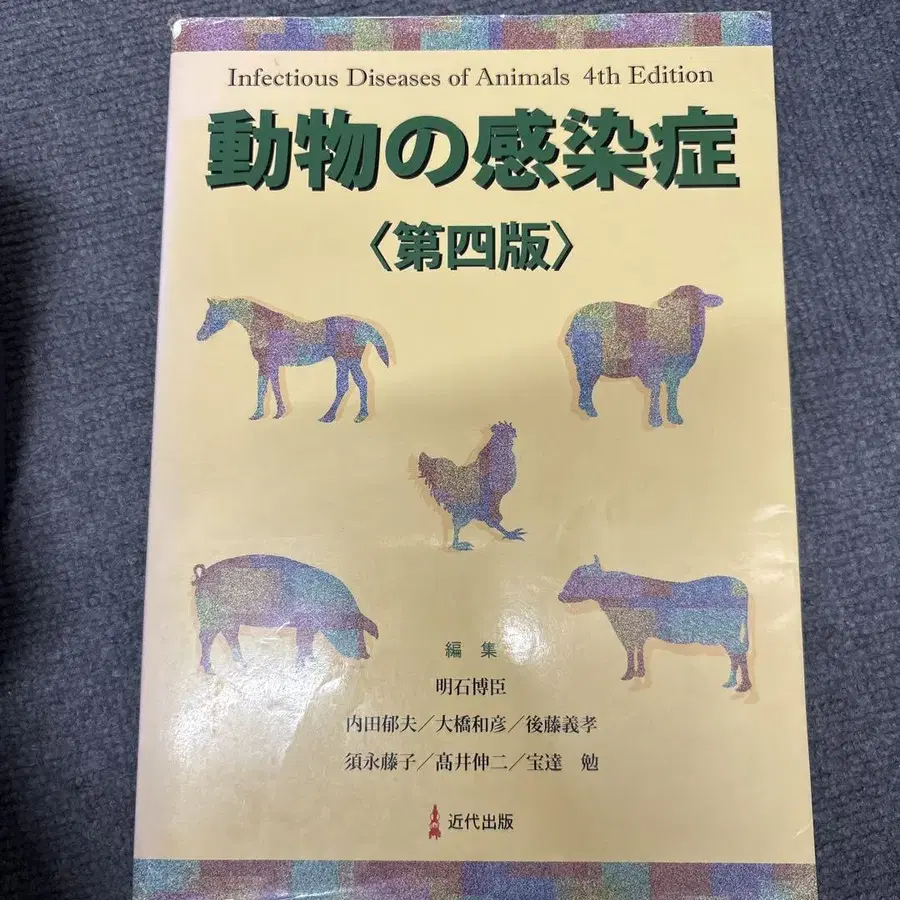 Infectious Diseases of Animals 4th Edition
動物の感染症
〈第四版〉
編 集
明石博臣
内田郁夫／大橋和彦／後藤義孝
須永藤子／髙井伸二／宝達 勉
近代出版